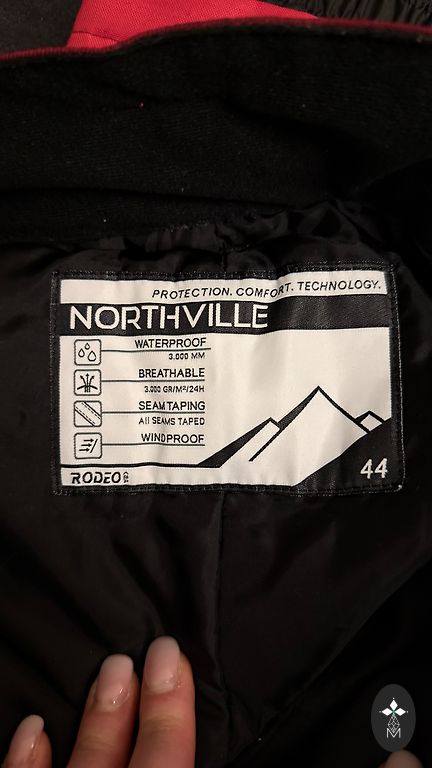 PROTECTION. COMFORT. TECHNOLOGY.
NORTHVILLE
WATERPROOF
3.000 MM
BREATHABLE
3.000 GR/M²/24H
SEAMTAPING
All SEAMS TAPED
WINDPROOF
RODEO
44
M